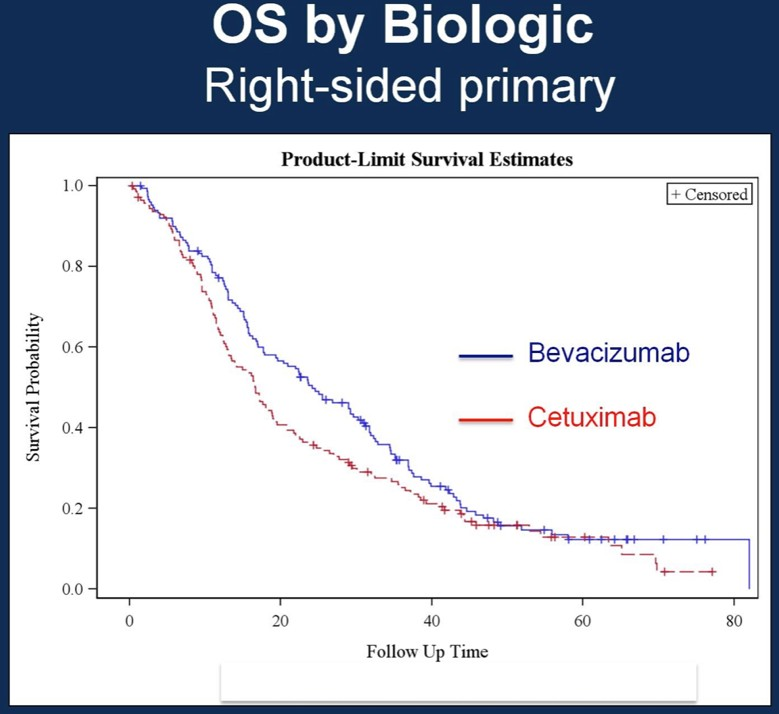 OS by Biologic
Right-sided primary
Product-Limit Survival Estimates
+ Censored
1.0
0.8
0.6
0.4
0.2
0.0
Survival Probability
Bevacizumab
Cetuximab
0 20 40 60 80
Follow Up Time